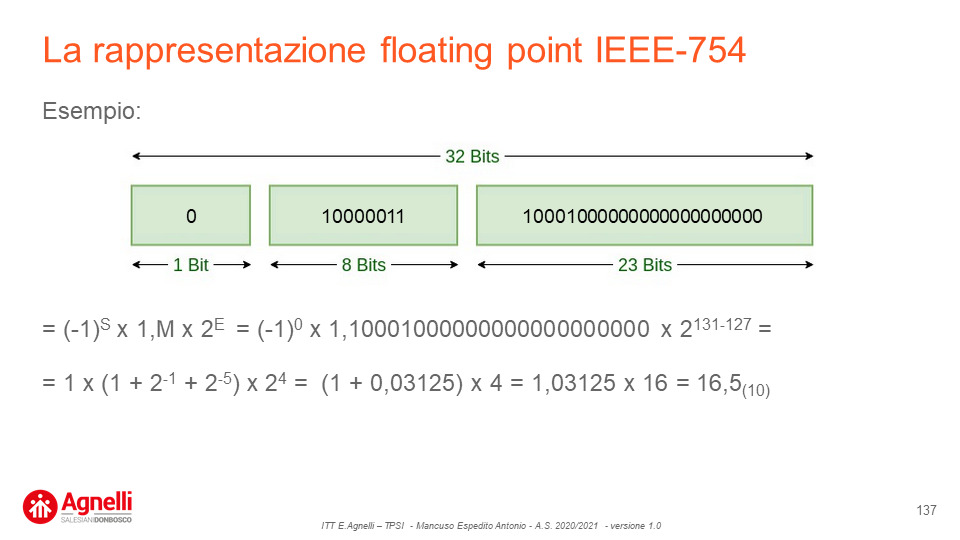 La rappresentazione floating point IEEE-754
Esempio:
32 Bits
0 10000011 10001000000000000000000
1 Bit 8 Bits 23 Bits
= (-1)^S x 1,M x 2^E = (-1)^0 x 1,10001000000000000000000 x 2^131-127 =
= 1 x (1 + 2^-1 + 2^-5) x 2^4 = (1 + 0,03125) x 4 = 1,03125 x 16 = 16,5_(10)
Agnelli
SALESIANI DONBOSCO
137
ITT E.Agnelli – TPSI - Mancuso Espedito Antonio - A.S. 2020/2021 - versione 1.0